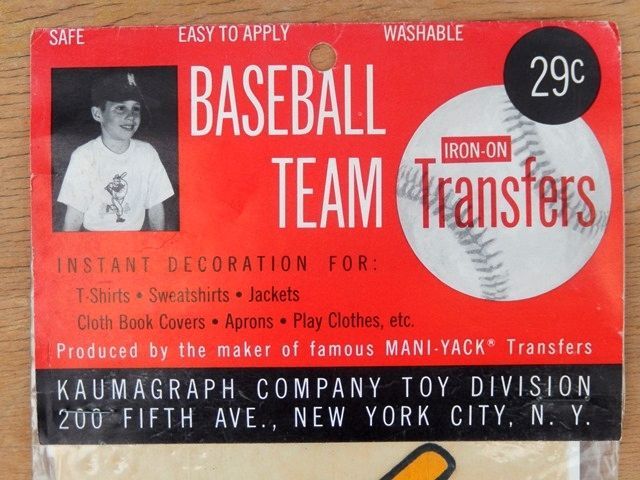 SAFE EASY TO APPLY WASHABLE
29c
BASEBALL
TEAM
IRON-ON
Transfers
INSTANT DECORATION FOR:
T-Shirts • Sweatshirts • Jackets
Cloth Book Covers • Aprons • Play Clothes, etc.
Produced by the maker of famous MANI-YACK® Transfers
KAUMAGRAPH COMPANY TOY DIVISION
200 FIFTH AVE., NEW YORK CITY, N. Y.